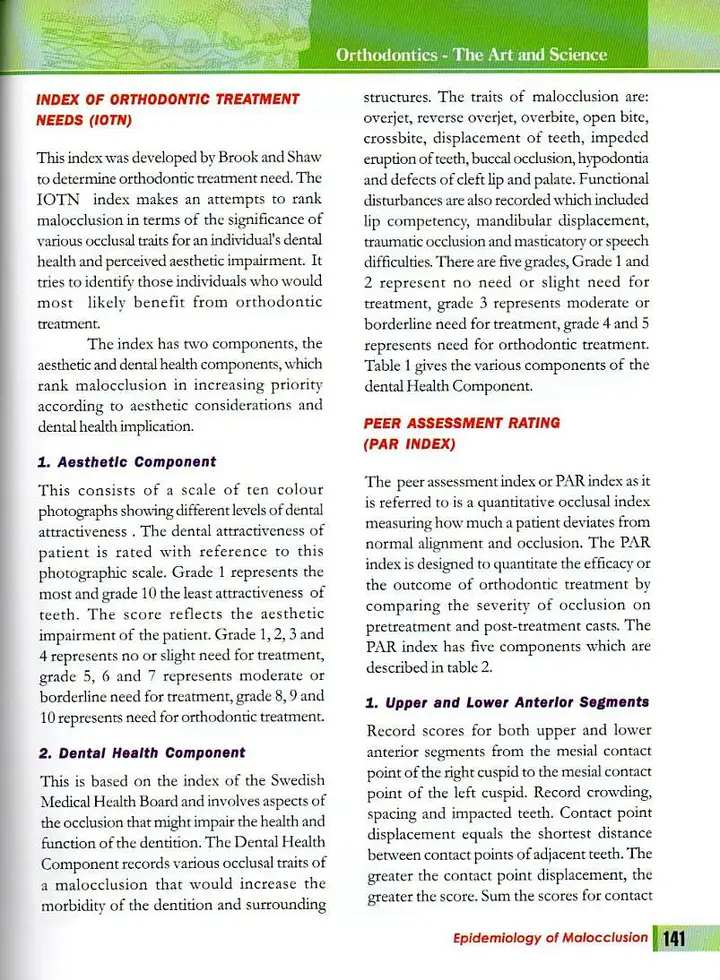 Orthodontics - The Art and Science
INDEX OF ORTHODONTIC TREATMENT
NEEDS (IOTN)
This index was developed by Brook and Shaw
to determine orthodontic treatment need. The
IOTN index makes an attempts to rank
malocclusion in terms of the significance of
various occlusal traits for an individual's dental
health and perceived aesthetic impairment. It
tries to identify those individuals who would
most likely benefit from orthodontic
treatment.
The index has two components, the
aesthetic and dental health components, which
rank malocclusion in increasing priority
according to aesthetic considerations and
dental health implication.
1. Aesthetic Component
This consists of a scale of ten colour
photographs showing different levels of dental
attractiveness . The dental attractiveness of
patient is rated with reference to this
photographic scale. Grade 1 represents the
most and grade 10 the least attractiveness of
teeth. The score reflects the aesthetic
impairment of the patient. Grade 1, 2, 3 and
4 represents no or slight need for treatment,
grade 5, 6 and 7 represents moderate or
borderline need for treatment, grade 8, 9 and
10 represents need for orthodontic treatment.
2. Dental Health Component
This is based on the index of the Swedish
Medical Health Board and involves aspects of
the occlusion that might impair the health and
function of the dentition. The Dental Health
Component records various occlusal traits of
a malocclusion that would increase the
morbidity of the dentition and surrounding
structures. The traits of malocclusion are:
overjet, reverse overjet, overbite, open bite,
crossbite, displacement of teeth, impeded
eruption of teeth, buccal occlusion, hypodontia
and defects of cleft lip and palate. Functional
disturbances are also recorded which included
lip competency, mandibular displacement,
traumatic occlusion and masticatory or speech
difficulties. There are five grades, Grade 1 and
2 represent no need or slight need for
treatment, grade 3 represents moderate or
borderline need for treatment, grade 4 and 5
represents need for orthodontic treatment.
Table 1 gives the various components of the
dental Health Component.
PEER ASSESSMENT RATING
(PAR INDEX)
The peer assessment index or PAR index as it
is referred to is a quantitative occlusal index
measuring how much a patient deviates from
normal alignment and occlusion. The PAR
index is designed to quantitate the efficacy or
the outcome of orthodontic treatment by
comparing the severity of occlusion on
pretreatment and post-treatment casts. The
PAR index has five components which are
described in table 2.
1. Upper and Lower Anterior Segments
Record scores for both upper and lower
anterior segments from the mesial contact
point of the right cuspid to the mesial contact
point of the left cuspid. Record crowding,
spacing and impacted teeth. Contact point
displacement equals the shortest distance
between contact points of adjacent teeth. The
greater the contact point displacement, the
greater the score. Sum the scores for contact
Epidemiology of Malocclusion 141